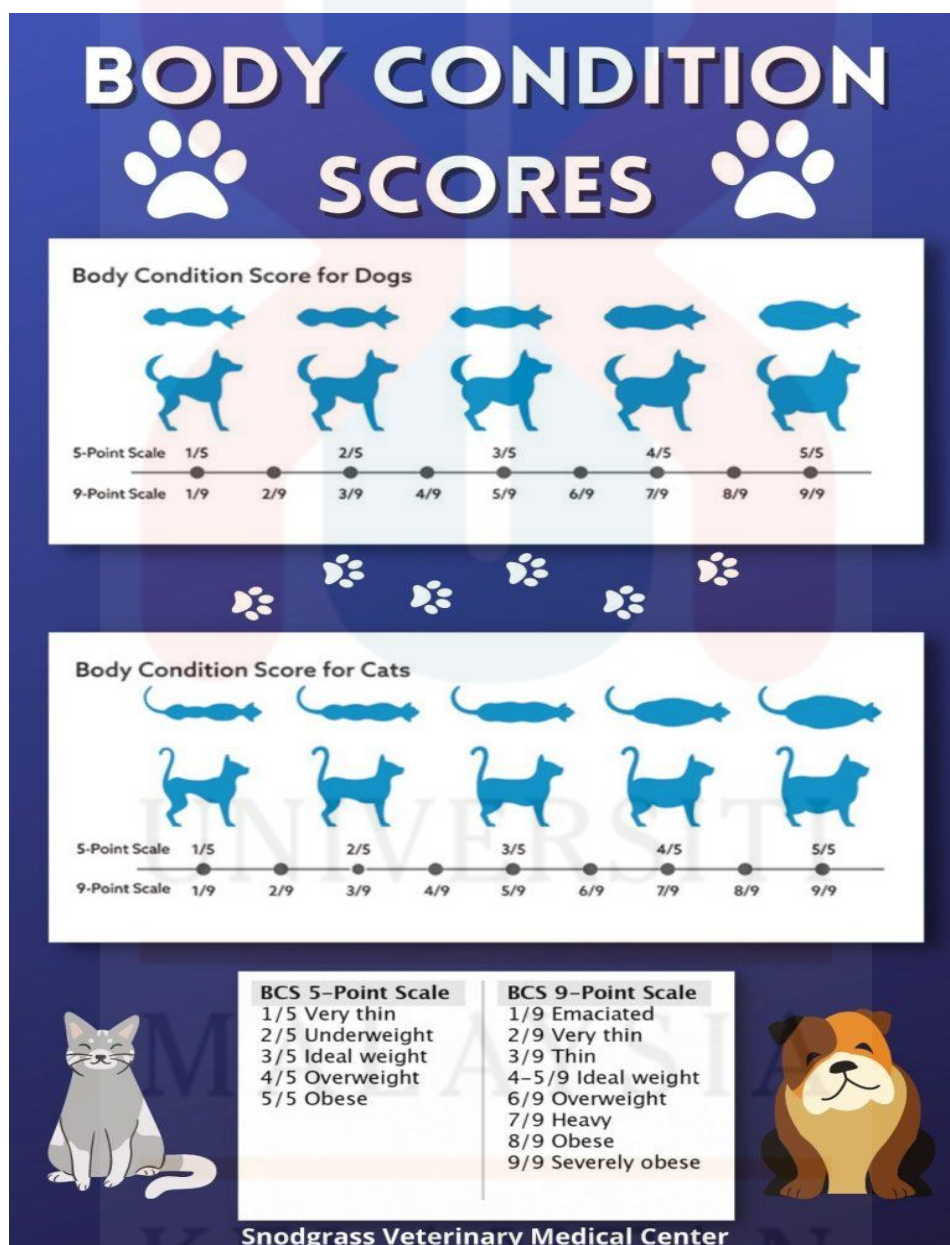 BODY CONDITION
SCORES
Body Condition Score for Dogs
5-Point Scale 1/5 2/5 3/5 4/5 5/5
9-Point Scale 1/9 2/9 3/9 4/9 5/9 6/9 7/9 8/9 9/9
Body Condition Score for Cats
5-Point Scale 1/5 2/5 3/5 4/5 5/5
9-Point Scale 1/9 2/9 3/9 4/9 5/9 6/9 7/9 8/9 9/9
UNIVERSITI
MALAYSIA
BCS 5-Point Scale
1/5 Very thin
2/5 Underweight
3/5 Ideal weight
4/5 Overweight
5/5 Obese
BCS 9-Point Scale
1/9 Emaciated
2/9 Very thin
3/9 Thin
4-5/9 Ideal weight
6/9 Overweight
7/9 Heavy
8/9 Obese
9/9 Severely obese
Snodgrass Veterinary Medical Center